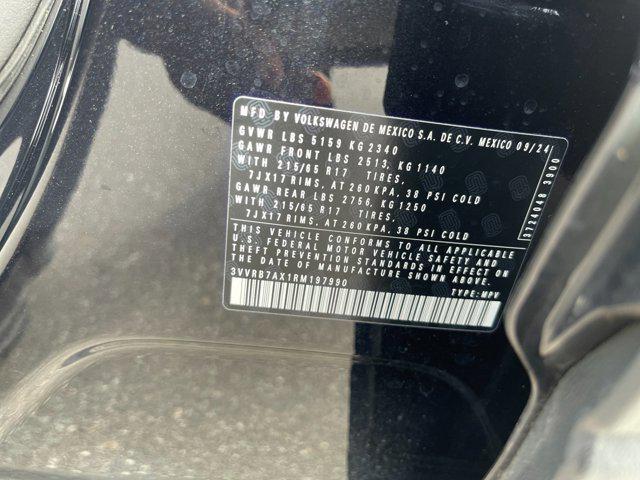 MFD BY VOLKSWAGEN DE MEXICO S.A. DE C.V. MEXICO 09/24
GVWR LBS 5159 KG 2340
GAWR FRONT LBS 2513, KG 1140
WITH 215/65 R17 TIRES,
7JX17 RIMS, AT 260 KPA, 38 PSI COLD
GAWR REAR LBS 2756, KG 1250
WITH 215/65 R17 TIRES,
7JX17 RIMS, AT 260 KPA, 38 PSI COLD
THIS VEHICLE CONFORMS TO ALL APPLICABLE
U.S. FEDERAL MOTOR VEHICLE SAFETY AND
THEFT PREVENTION STANDARDS IN EFFECT ON
THE DATE OF MANUFACTURE SHOWN ABOVE.
3VVRB7AX1RM197990
TYPE: MPV
3724048 3900